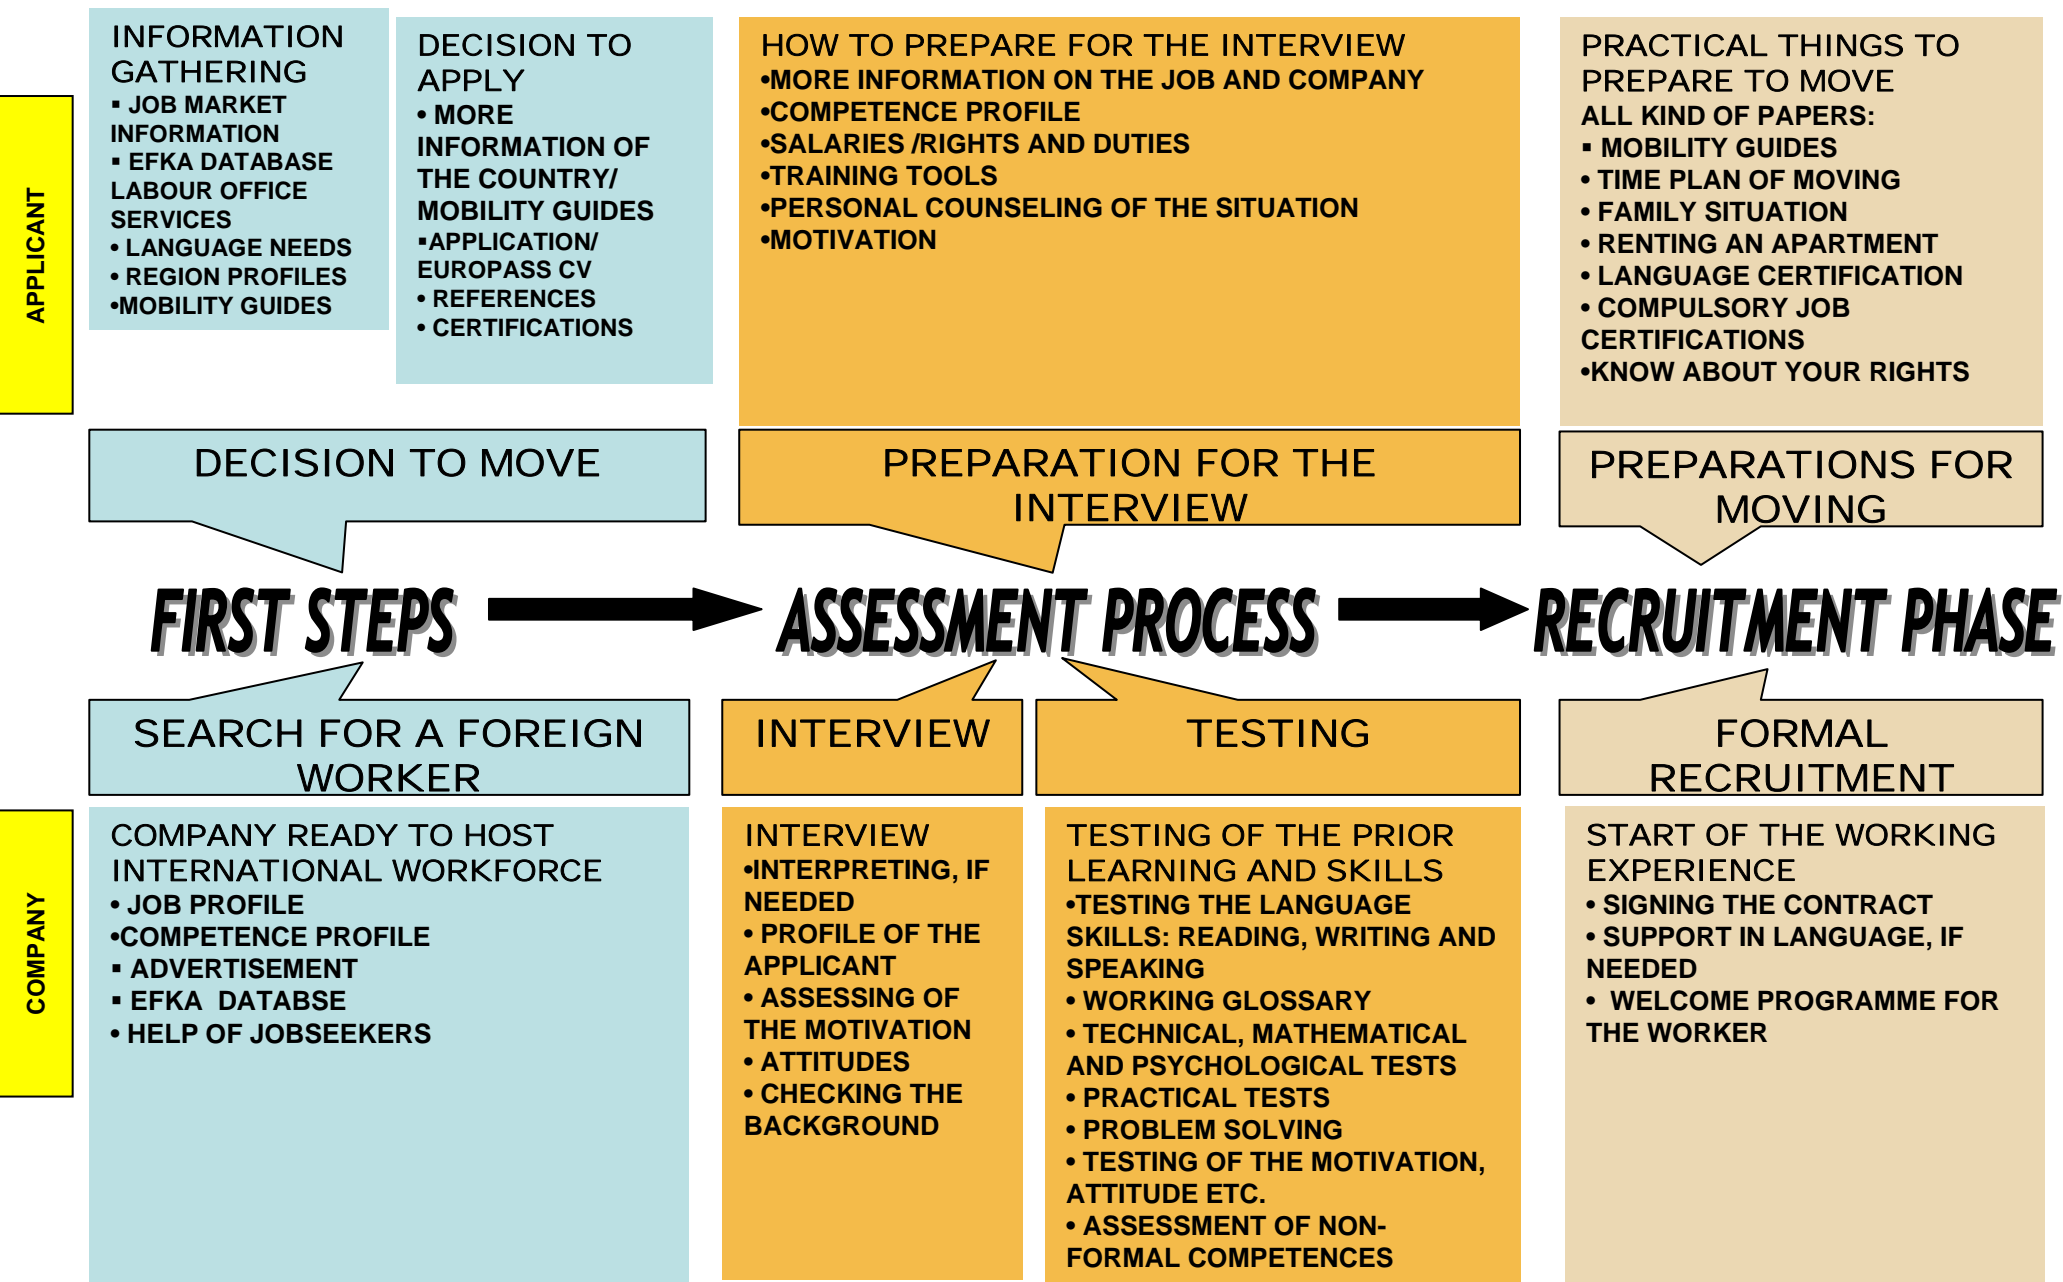 APPLICANT
INFORMATION
GATHERING
▪ JOB MARKET
INFORMATION
▪ EFKA DATABASE
LABOUR OFFICE
SERVICES
• LANGUAGE NEEDS
• REGION PROFILES
•MOBILITY GUIDES
DECISION TO
APPLY
• MORE
INFORMATION OF
THE COUNTRY/
MOBILITY GUIDES
▪APPLICATION/
EUROPASS CV
• REFERENCES
• CERTIFICATIONS
HOW TO PREPARE FOR THE INTERVIEW
•MORE INFORMATION ON THE JOB AND COMPANY
•COMPETENCE PROFILE
•SALARIES /RIGHTS AND DUTIES
•TRAINING TOOLS
•PERSONAL COUNSELING OF THE SITUATION
•MOTIVATION
PRACTICAL THINGS TO
PREPARE TO MOVE
ALL KIND OF PAPERS:
▪ MOBILITY GUIDES
• TIME PLAN OF MOVING
• FAMILY SITUATION
• RENTING AN APARTMENT
• LANGUAGE CERTIFICATION
• COMPULSORY JOB
CERTIFICATIONS
•KNOW ABOUT YOUR RIGHTS
DECISION TO MOVE
PREPARATION FOR THE
INTERVIEW
PREPARATIONS FOR
MOVING
FIRST STEPS
ASSESSMENT PROCESS
RECRUITMENT PHASE
SEARCH FOR A FOREIGN
WORKER
INTERVIEW
TESTING
FORMAL
RECRUITMENT
COMPANY
COMPANY READY TO HOST
INTERNATIONAL WORKFORCE
• JOB PROFILE
•COMPETENCE PROFILE
▪ ADVERTISEMENT
▪ EFKA  DATABSE
• HELP OF JOBSEEKERS
INTERVIEW
•INTERPRETING, IF
NEEDED
• PROFILE OF THE
APPLICANT
• ASSESSING OF
THE MOTIVATION
• ATTITUDES
• CHECKING THE
BACKGROUND
TESTING OF THE PRIOR
LEARNING AND SKILLS
•TESTING THE LANGUAGE
SKILLS: READING, WRITING AND
SPEAKING
• WORKING GLOSSARY
• TECHNICAL, MATHEMATICAL
AND PSYCHOLOGICAL TESTS
• PRACTICAL TESTS
• PROBLEM SOLVING
• TESTING OF THE MOTIVATION,
ATTITUDE ETC.
• ASSESSMENT OF NON-
FORMAL COMPETENCES
START OF THE WORKING
EXPERIENCE
• SIGNING THE CONTRACT
• SUPPORT IN LANGUAGE, IF
NEEDED
•  WELCOME PROGRAMME FOR
THE WORKER